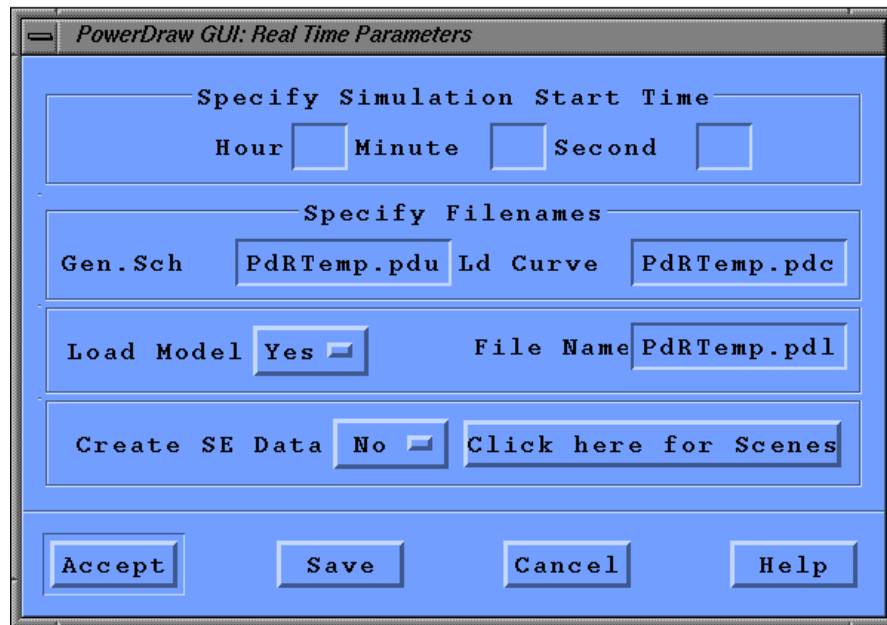 PowerDraw GUI: Real Time Parameters
Specify Simulation Start Time
Hour Minute Second
Specify Filenames
Gen.Sch PdRTemp.pdu Ld Curve PdRTemp.pdc
Load Model Yes File Name PdRTemp.pdl
Create SE Data No Click here for Scenes
Accept Save Cancel Help